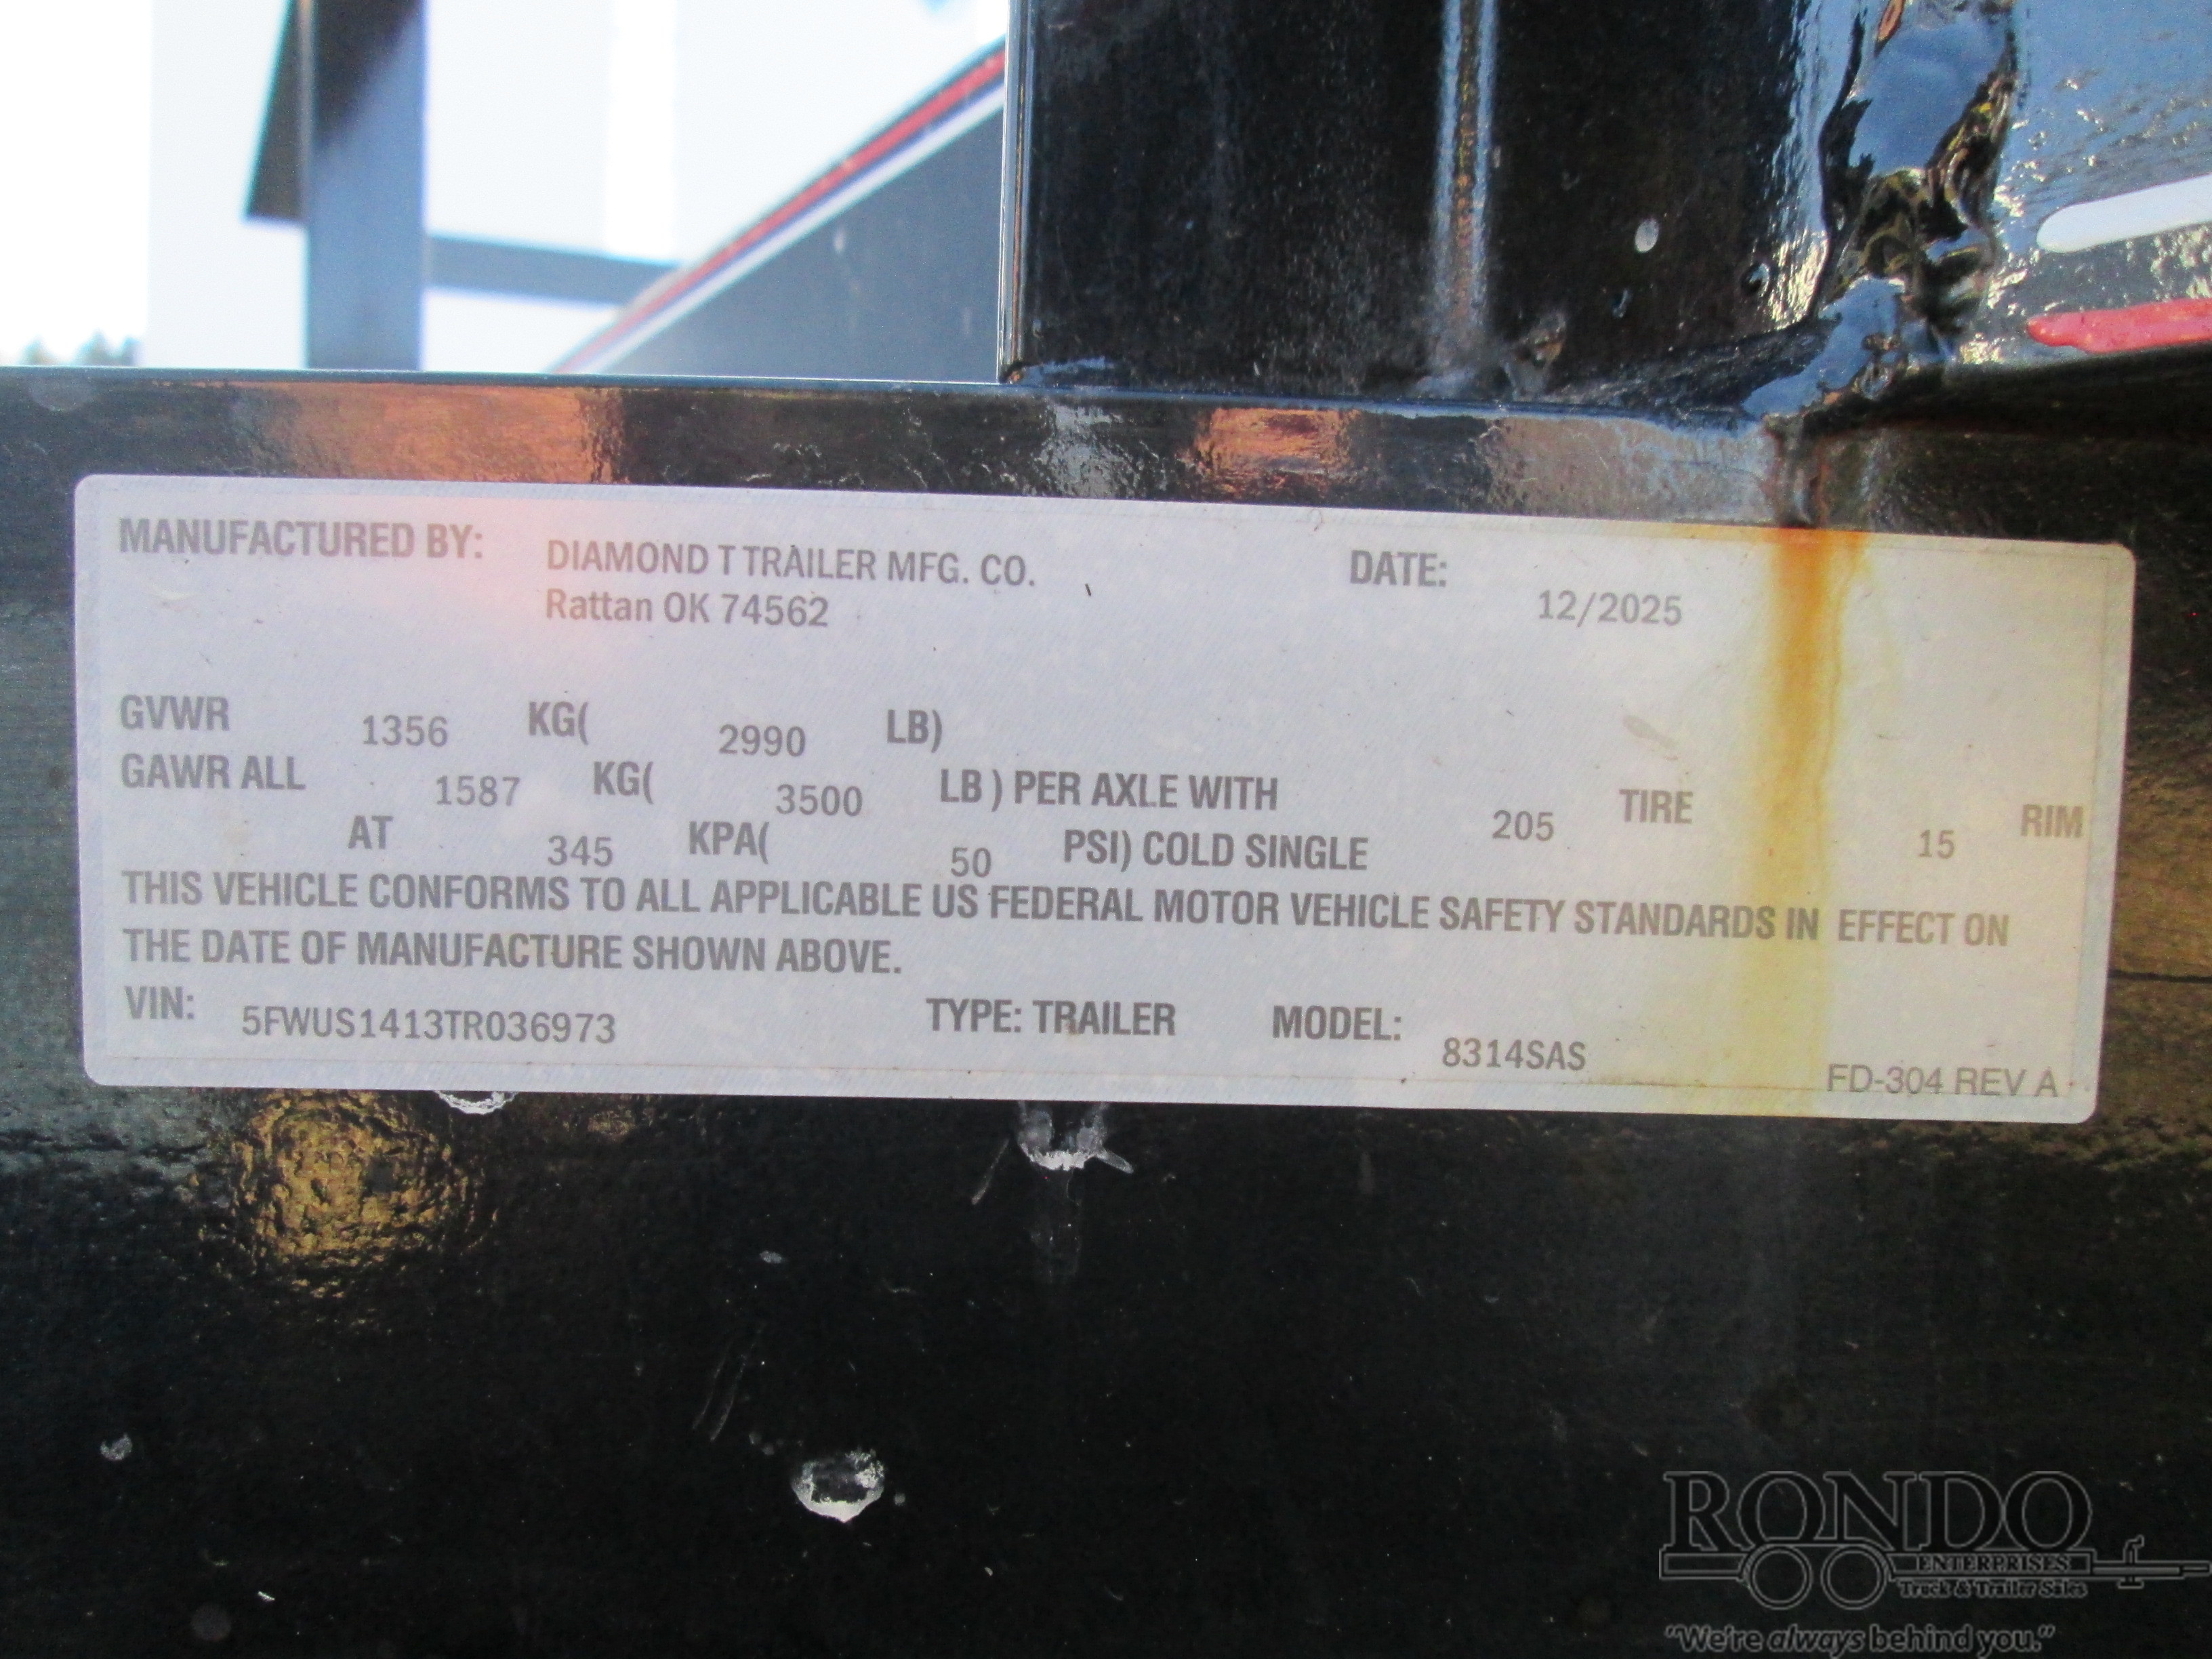 MANUFACTURED BY: DIAMOND T TRAILER MFG. CO. DATE:
Rattan OK 74562 12/2025
GVWR 1356 KG( 2990 LB)
GAWR ALL 1587 KG( 3500 LB ) PER AXLE WITH 205 TIRE 15 RIM
AT 345 KPA( 50 PSI) COLD SINGLE
THIS VEHICLE CONFORMS TO ALL APPLICABLE US FEDERAL MOTOR VEHICLE SAFETY STANDARDS IN EFFECT ON
THE DATE OF MANUFACTURE SHOWN ABOVE.
VIN: 5FWUS1413TR036973 TYPE: TRAILER MODEL: 8314SAS
FD-304 REV A
RONDO
ENTERPRISES
Truck & Trailer Sales
"We're always behind you."